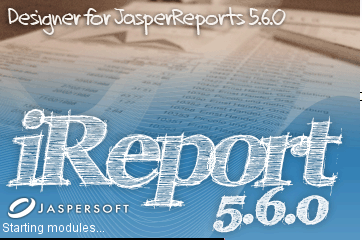 Designer for JasperReports 5.6.0
iReport
JASPERSOFT
5.6.0
Starting modules...